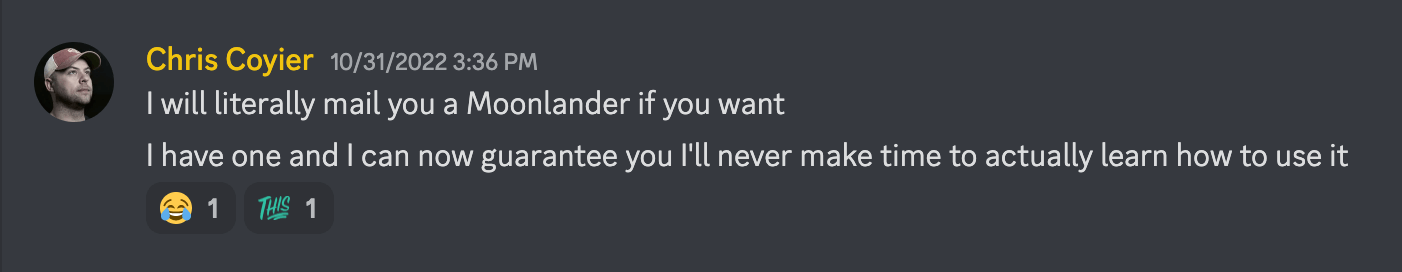 Chris Coyier 10/31/2022 3:36 PM
I will literally mail you a Moonlander if you want
I have one and I can now guarantee you I'll never make time to actually learn how to use it
1 THIS 1